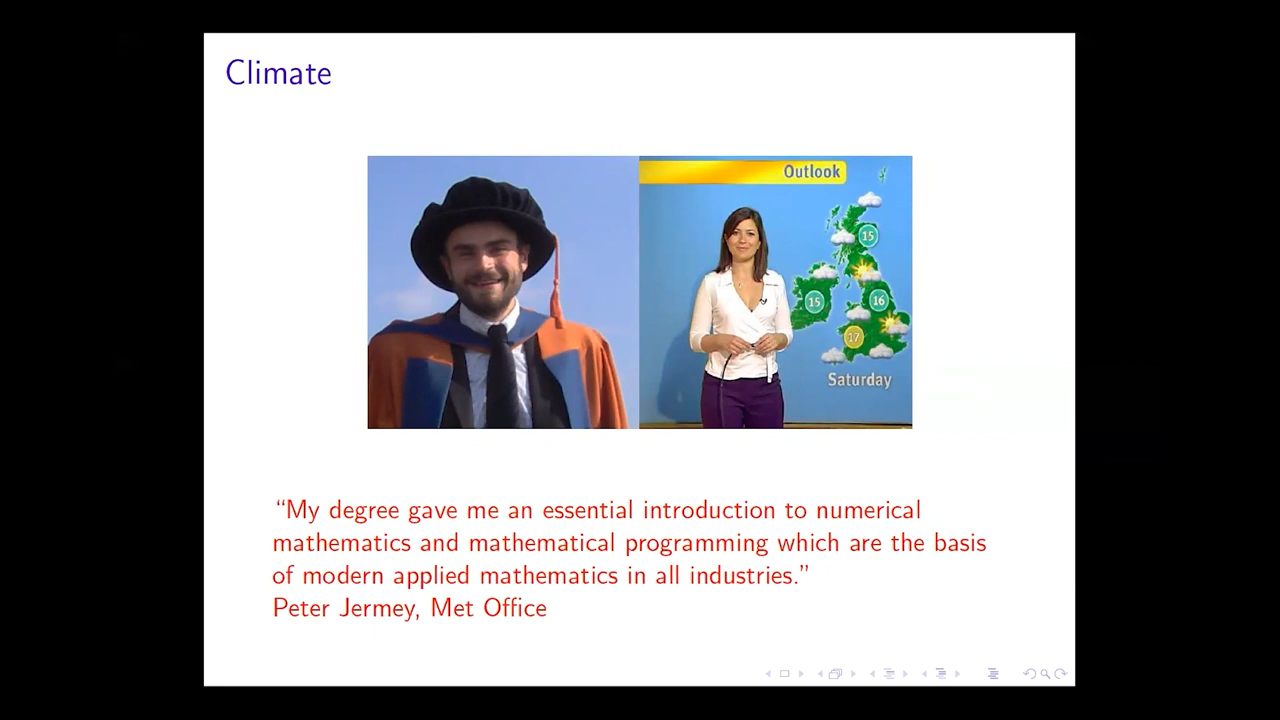 Climate
Outlook
15
15
16
17
Saturday
“My degree gave me an essential introduction to numerical
mathematics and mathematical programming which are the basis
of modern applied mathematics in all industries.”
Peter Jermey, Met Office